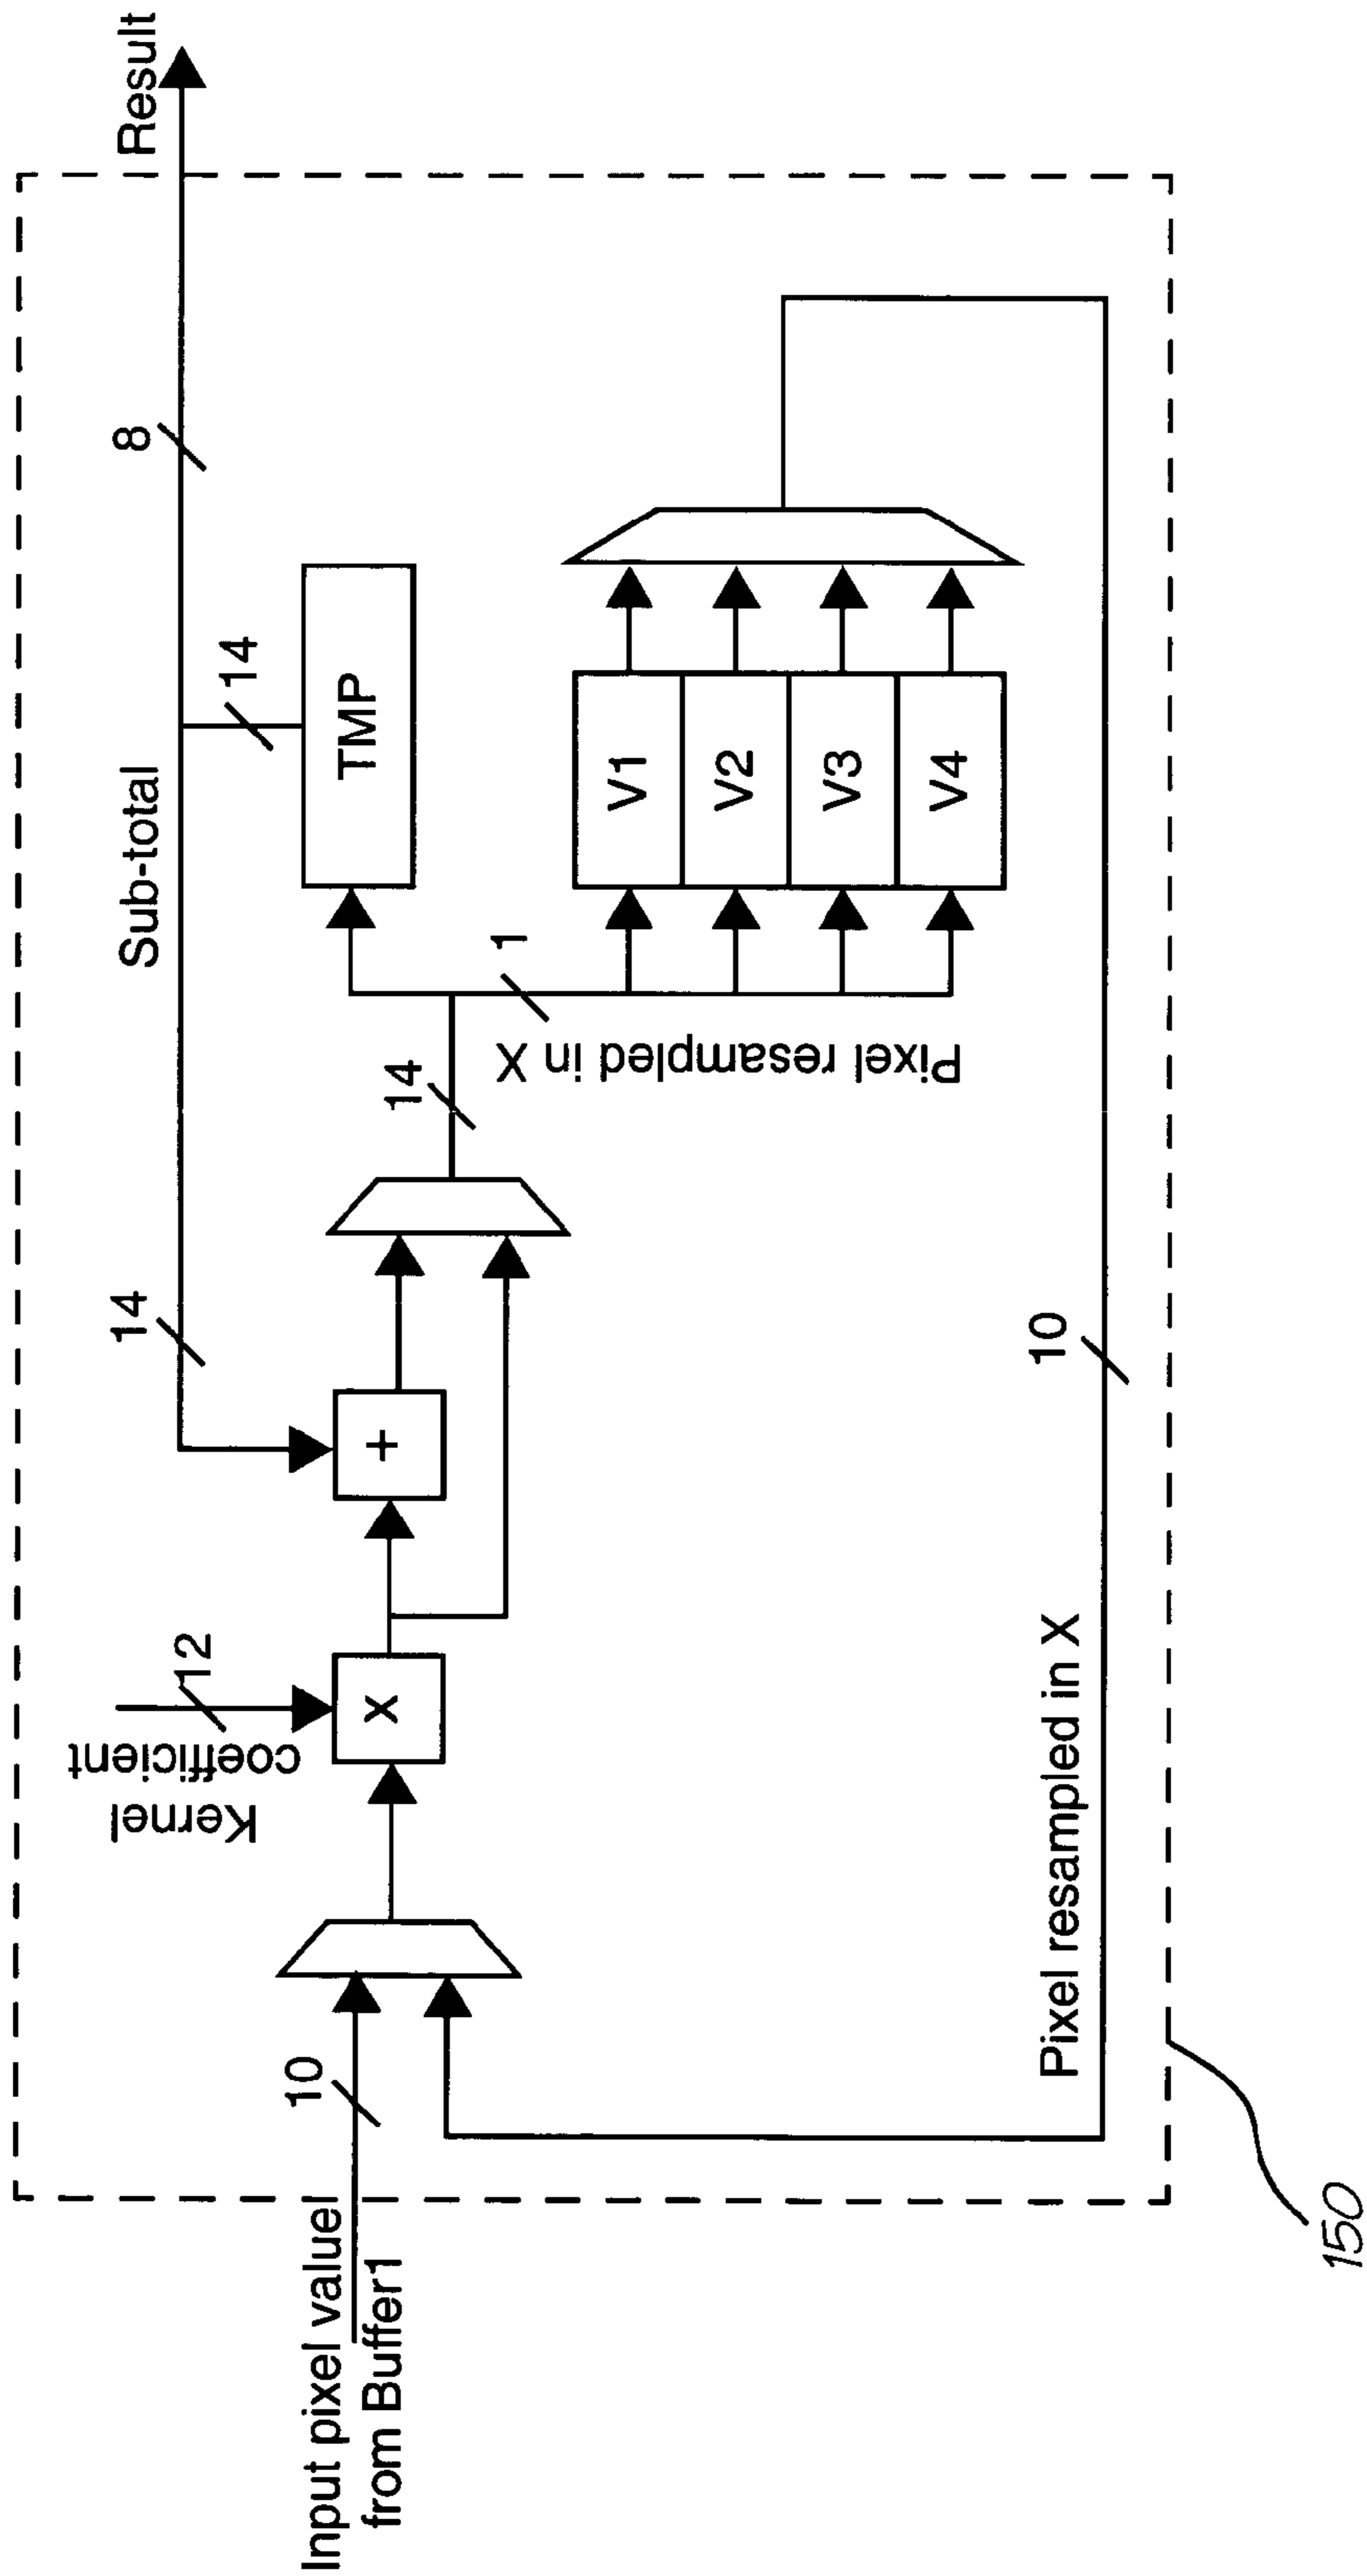 Input pixel value
from Buffer1
10
Kernel
coefficient
12
x
+
14
Sub-total
14
8
Result
14
TMP
1
Pixel resampled in X
V1
V2
V3
V4
10
Pixel resampled in X
150